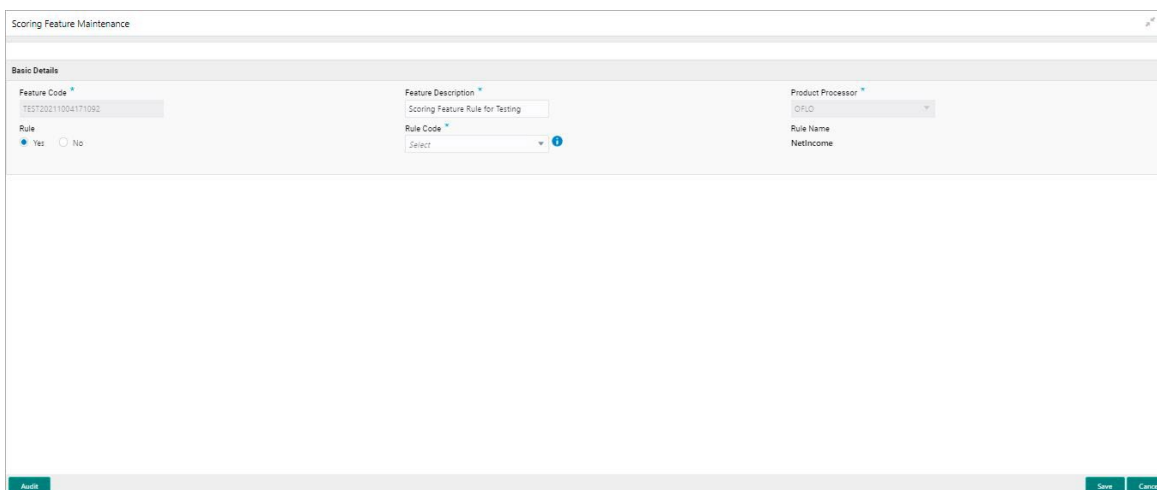 Scoring Feature Maintenance
Basic Details
Feature Code *
TEST20211004171092
Feature Description *
Scoring Feature Rule for Testing
Product Processor *
OFLO
Rule
Yes No
Rule Code *
Select
Rule Name
NetIncome
Audit
Save
Cance